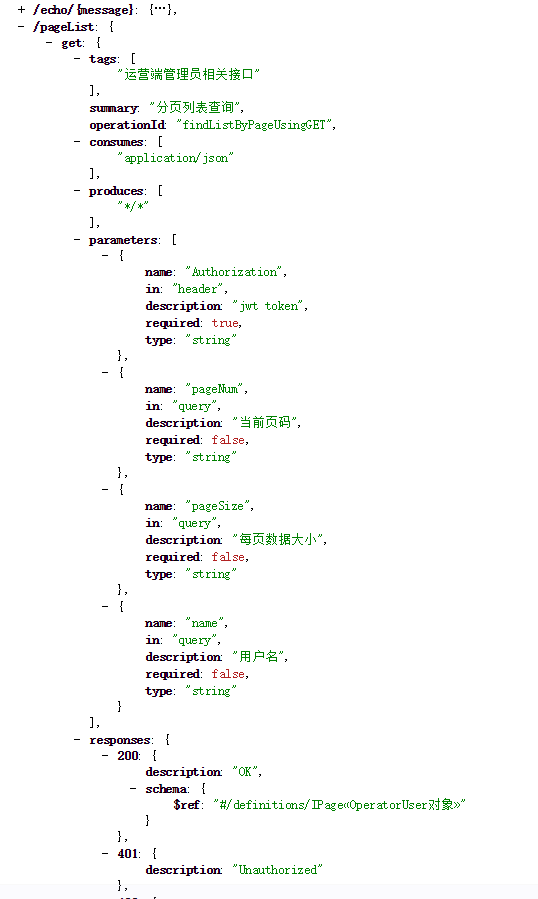 + /echo/{message}: {⋯},
- /pageList: {
- get: {
- tags: [
"运营端管理员相关接口"
],
summary: "分页列表查询",
operationId: "findListByPageUsingGET",
- consumes: [
"application/json"
],
- produces: [
"*/*"
],
- parameters: [
- {
name: "Authorization",
in: "header",
description: "jwt token",
required: true,
type: "string"
},
- {
name: "pageNum",
in: "query",
description: "当前页码",
required: false,
type: "string"
},
- {
name: "pageSize",
in: "query",
description: "每页数据大小",
required: false,
type: "string"
},
- {
name: "name",
in: "query",
description: "用户名",
required: false,
type: "string"
}
],
- responses: {
- 200: {
description: "OK",
- schema: {
$ref: "#/definitions/IPage«OperatorUser对象»"
}
},
- 401: {
description: "Unauthorized"
},